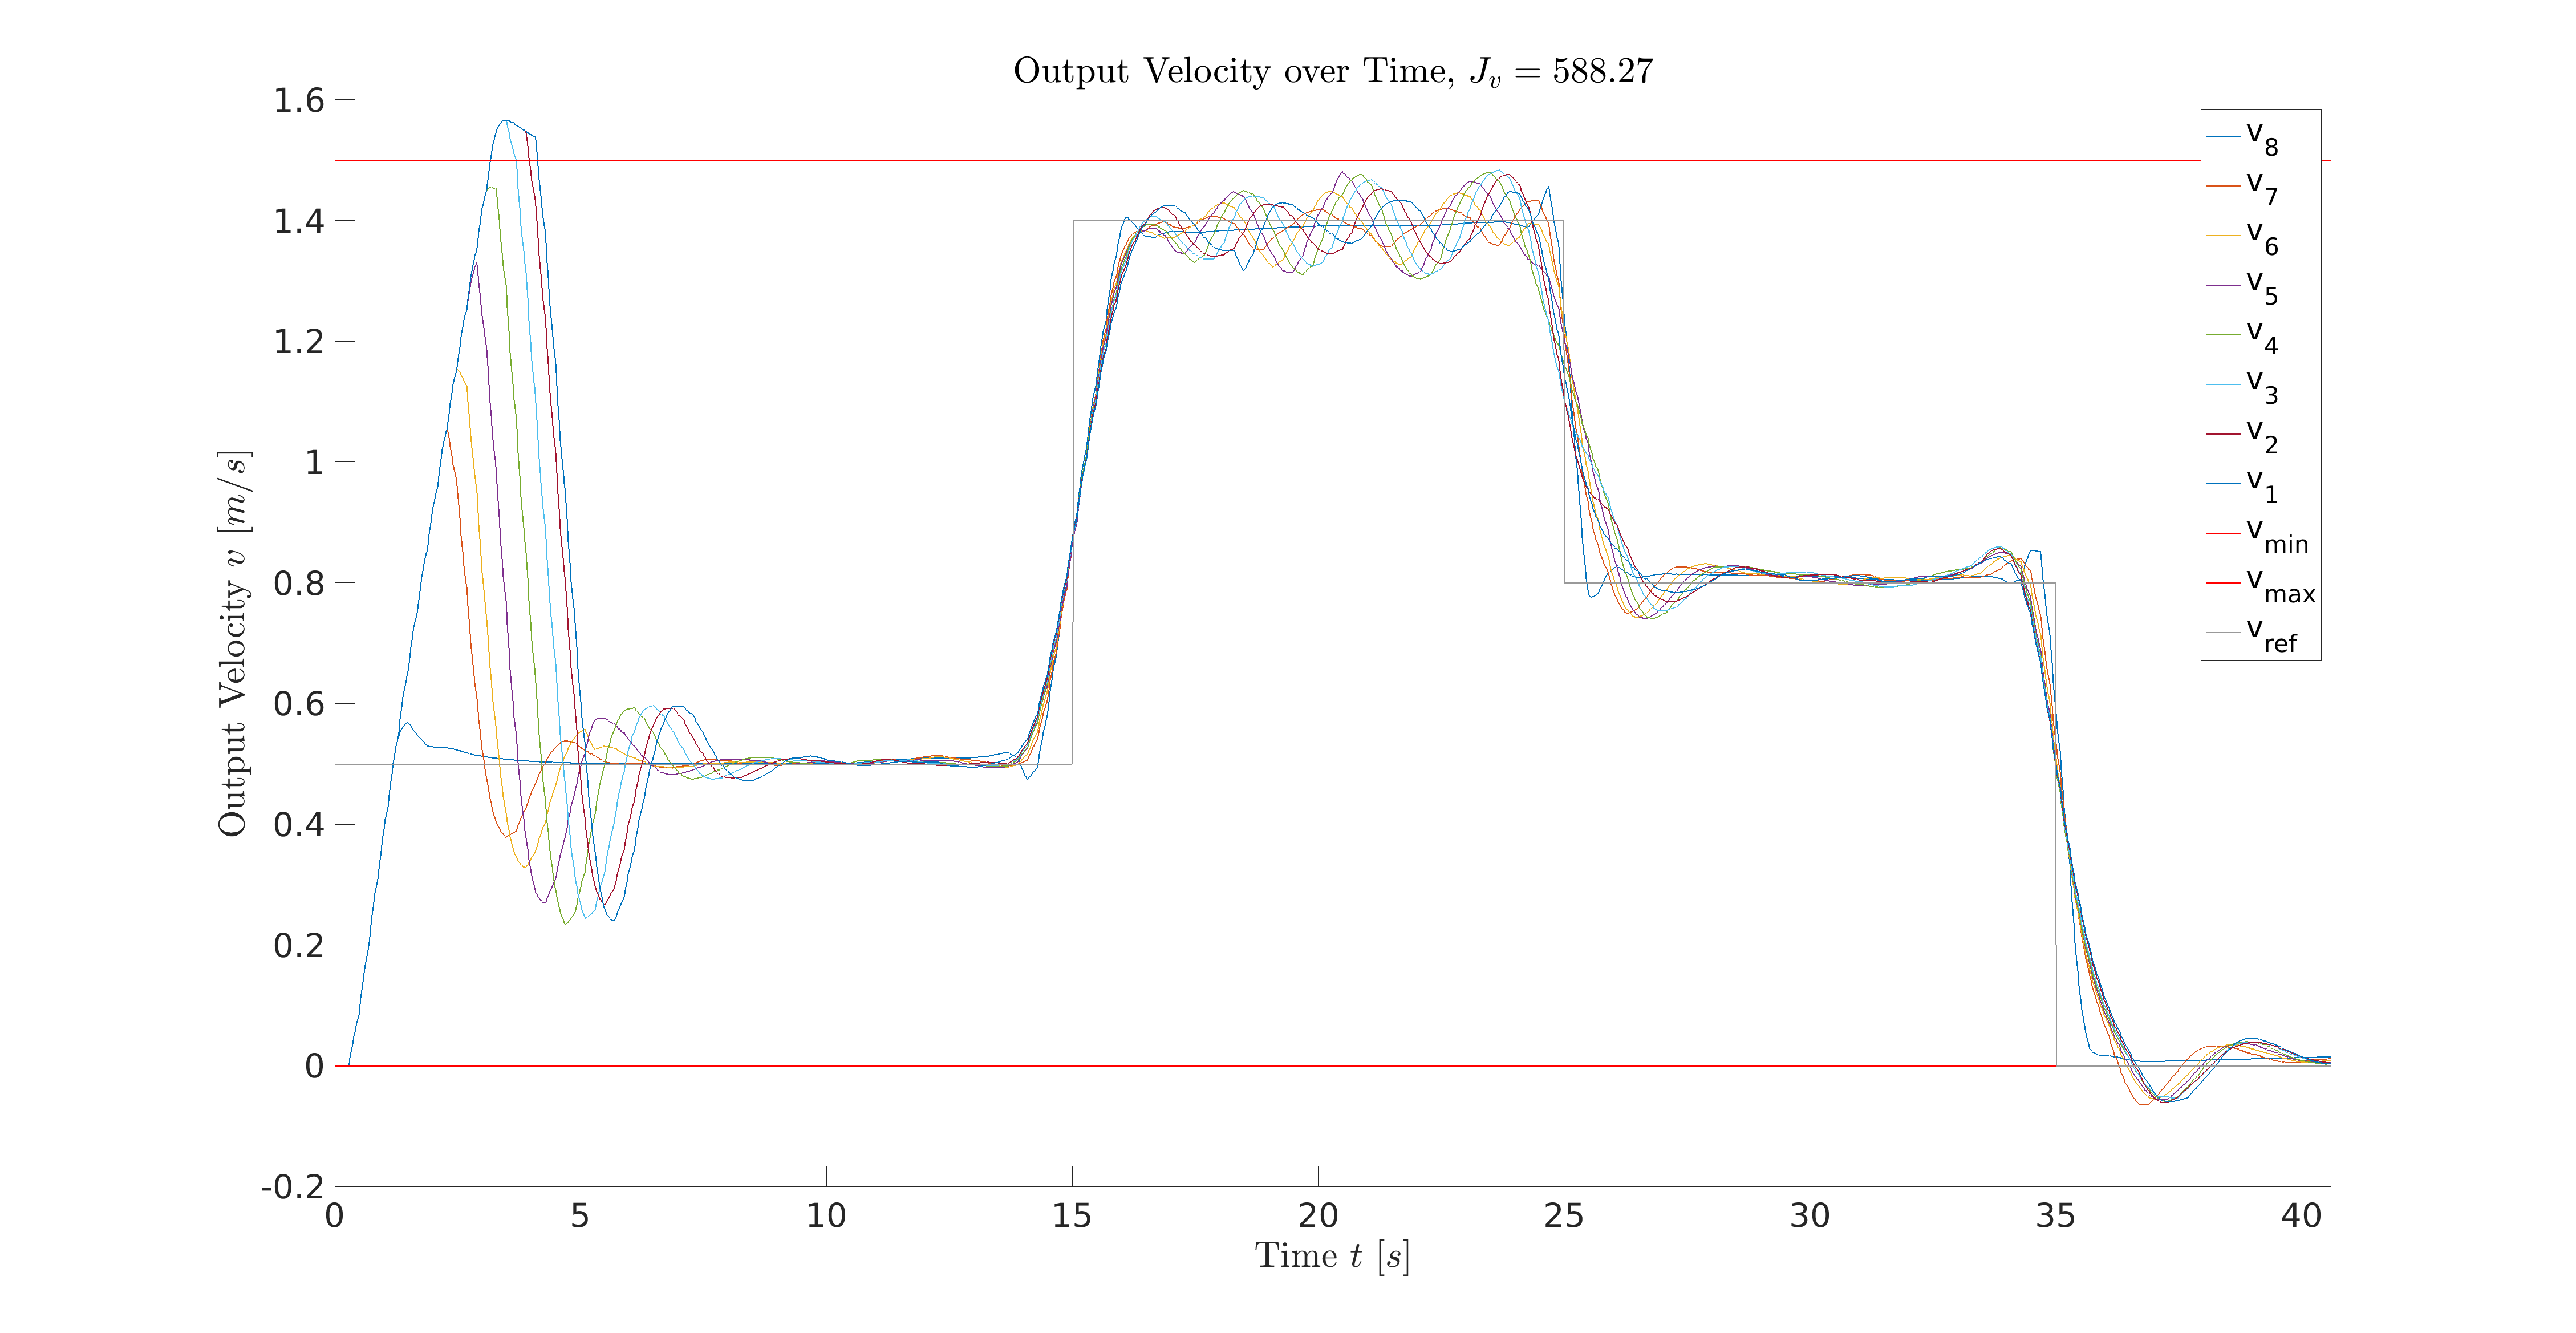 Output Velocity over Time, J_v = 588.27
Output Velocity v [m/s]
1.6
1.4
1.2
1
0.8
0.6
0.4
0.2
0
-0.2
0 5 10 15 20 25 30 35 40
Time t [s]
v_8
v_7
v_6
v_5
v_4
v_3
v_2
v_1
v_min
v_max
v_ref